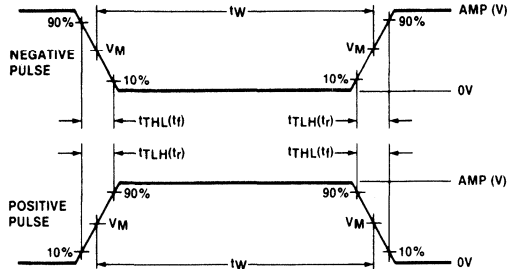 tW AMP (V)
90% 90%
VM VM
NEGATIVE
PULSE
10% 10%
0V
tTHL(tf) tTLH(tr)
tTLH(tr) tTHL(tf)
AMP (V)
90% 90%
POSITIVE
PULSE
VM VM
10% 10%
tW 0V